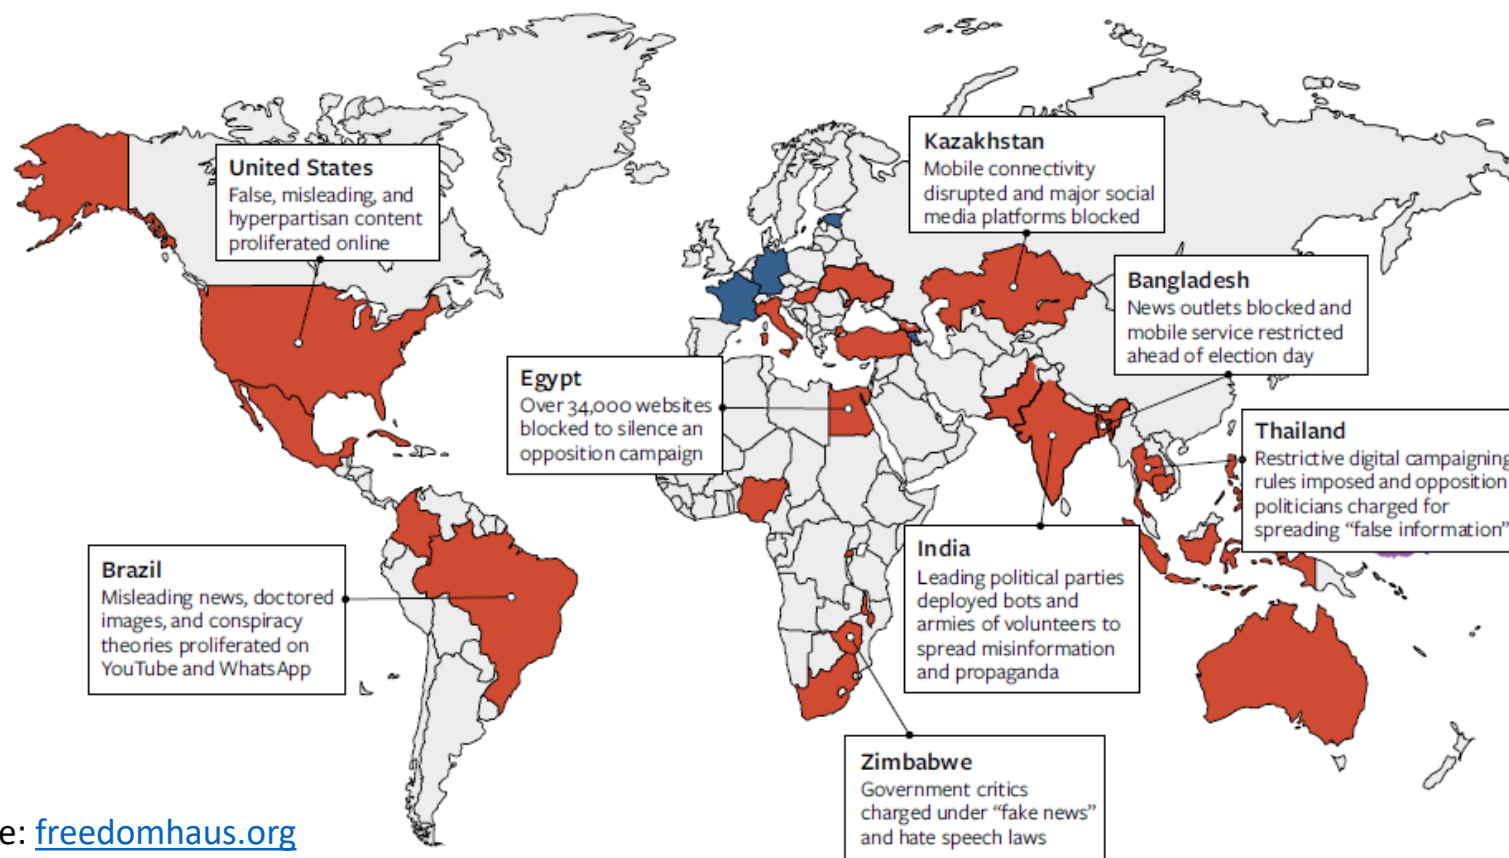 United States
False, misleading, and
hyperpartisan content
proliferated online
Kazakhstan
Mobile connectivity
disrupted and major social
media platforms blocked
Bangladesh
News outlets blocked and
mobile service restricted
ahead of election day
Egypt
Over 34,000 websites
blocked to silence an
opposition campaign
Thailand
Restrictive digital campaigning
rules imposed and opposition
politicians charged for
spreading “false information”
India
Leading political parties
deployed bots and
armies of volunteers to
spread misinformation
and propaganda
Brazil
Misleading news, doctored
images, and conspiracy
theories proliferated on
YouTube and WhatsApp
Zimbabwe
Government critics
charged under “fake news”
and hate speech laws
e: freedomhaus.org